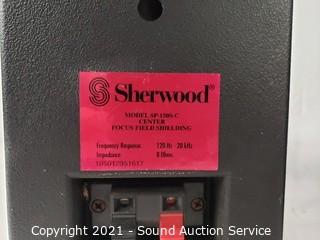 Sherwood®
MODEL SP-150S-C
CENTER
FOCUS FIELD SHIELDING
Frequency Response: 120 Hz - 20 kHz
Impedance 8 Ohms
Copyright 2021 - Sound Auction Service